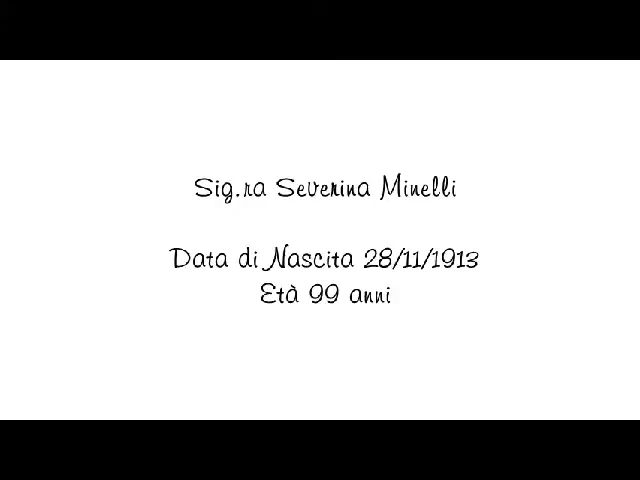 Sig.ra Severina Minelli
Data di Nascita 28/11/1913
Età 99 anni